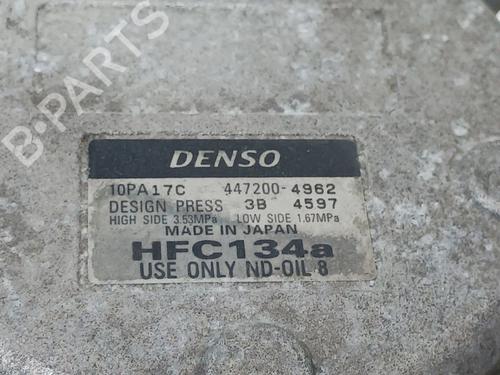 B-PARTS
DENSO
10PA17C 447200-4962
DESIGN PRESS 3B 4597
HIGH SIDE 3.53MPa LOW SIDE 1.67MPa
MADE IN JAPAN
HFC134a
USE ONLY ND-OIL 8